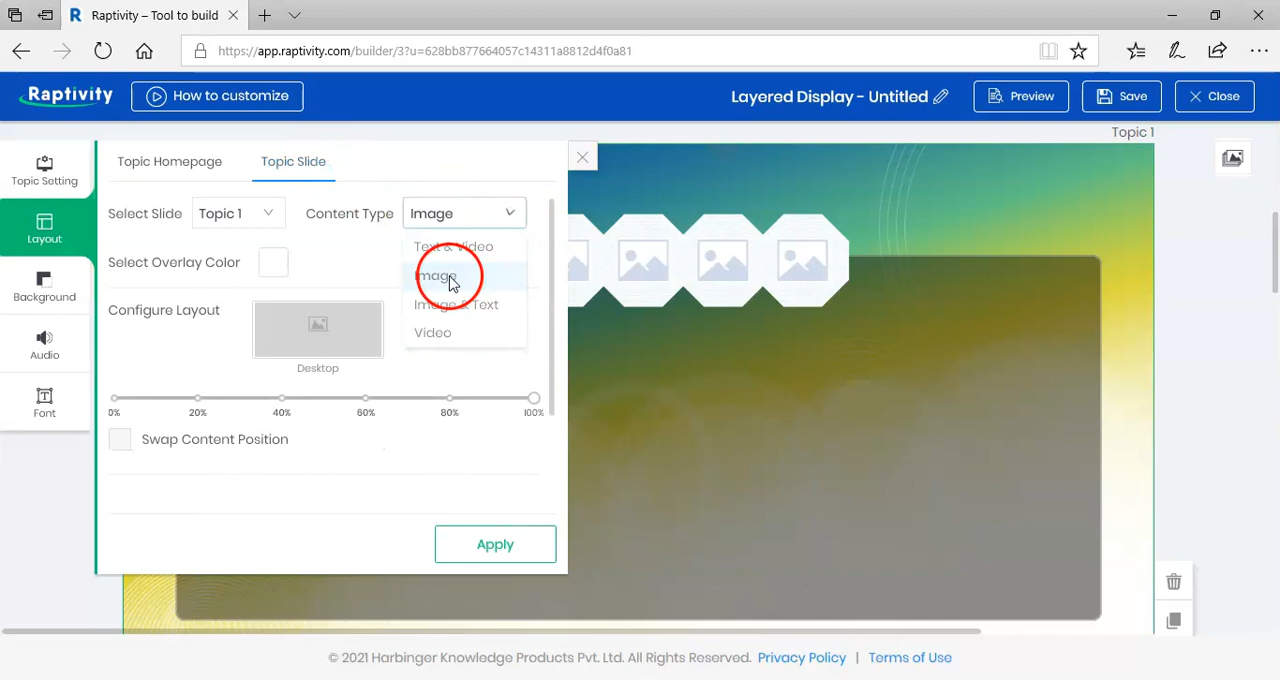 Raptivity – Tool to build
https://app.raptivity.com/builder/3?u=628bb877664057c14311a8812d4f0a81
Raptivity
How to customize
Layered Display - Untitled
Preview
Save
Close
Topic 1
Topic Setting
Layout
Background
Audio
Font
Topic Homepage
Topic Slide
Select Slide
Topic 1
Content Type
Image
Text & Video
Image
Image & Text
Video
Select Overlay Color
Configure Layout
Desktop
0% 20% 40% 60% 80% 100%
Swap Content Position
Apply
© 2021 Harbinger Knowledge Products Pvt. Ltd. All Rights Reserved. Privacy Policy | Terms of Use